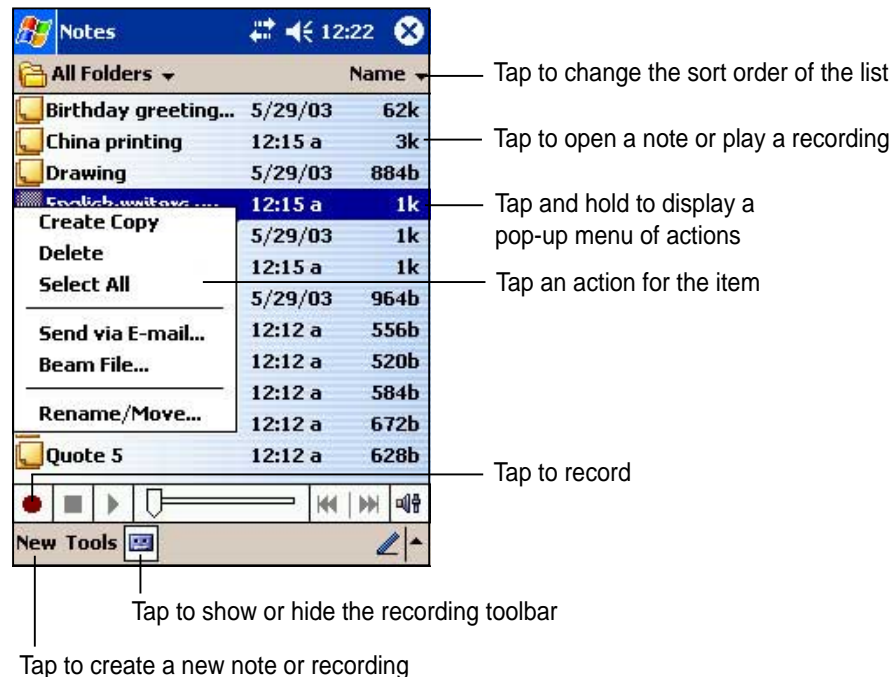 Notes 12:22
All Folders Name
Tap to change the sort order of the list
Birthday greeting... 5/29/03 62k
China printing 12:15 a 3k
Tap to open a note or play a recording
Drawing 5/29/03 884b
12:15 a 1k
Tap and hold to display a
pop-up menu of actions
Create Copy
5/29/03 1k
Delete
12:15 a 1k
Select All
Tap an action for the item
5/29/03 964b
Send via E-mail...
12:12 a 556b
Beam File...
12:12 a 520b
12:12 a 584b
Rename/Move...
12:12 a 672b
Quote 5 12:12 a 628b
Tap to record
New Tools
Tap to show or hide the recording toolbar
Tap to create a new note or recording